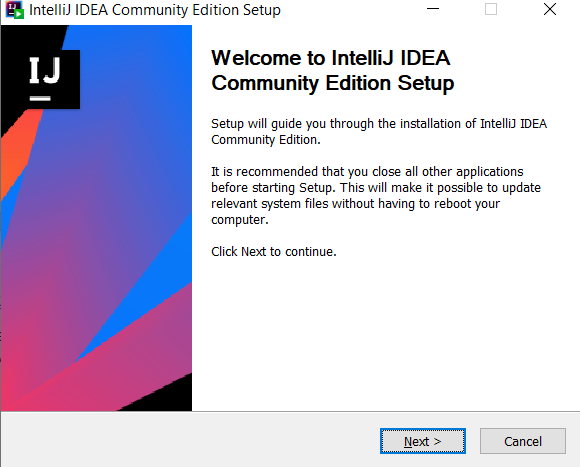 IntelliJ IDEA Community Edition Setup
IJ
Welcome to IntelliJ IDEA
Community Edition Setup
Setup will guide you through the installation of IntelliJ IDEA
Community Edition.
It is recommended that you close all other applications
before starting Setup. This will make it possible to update
relevant system files without having to reboot your
computer.
Click Next to continue.
Next >
Cancel